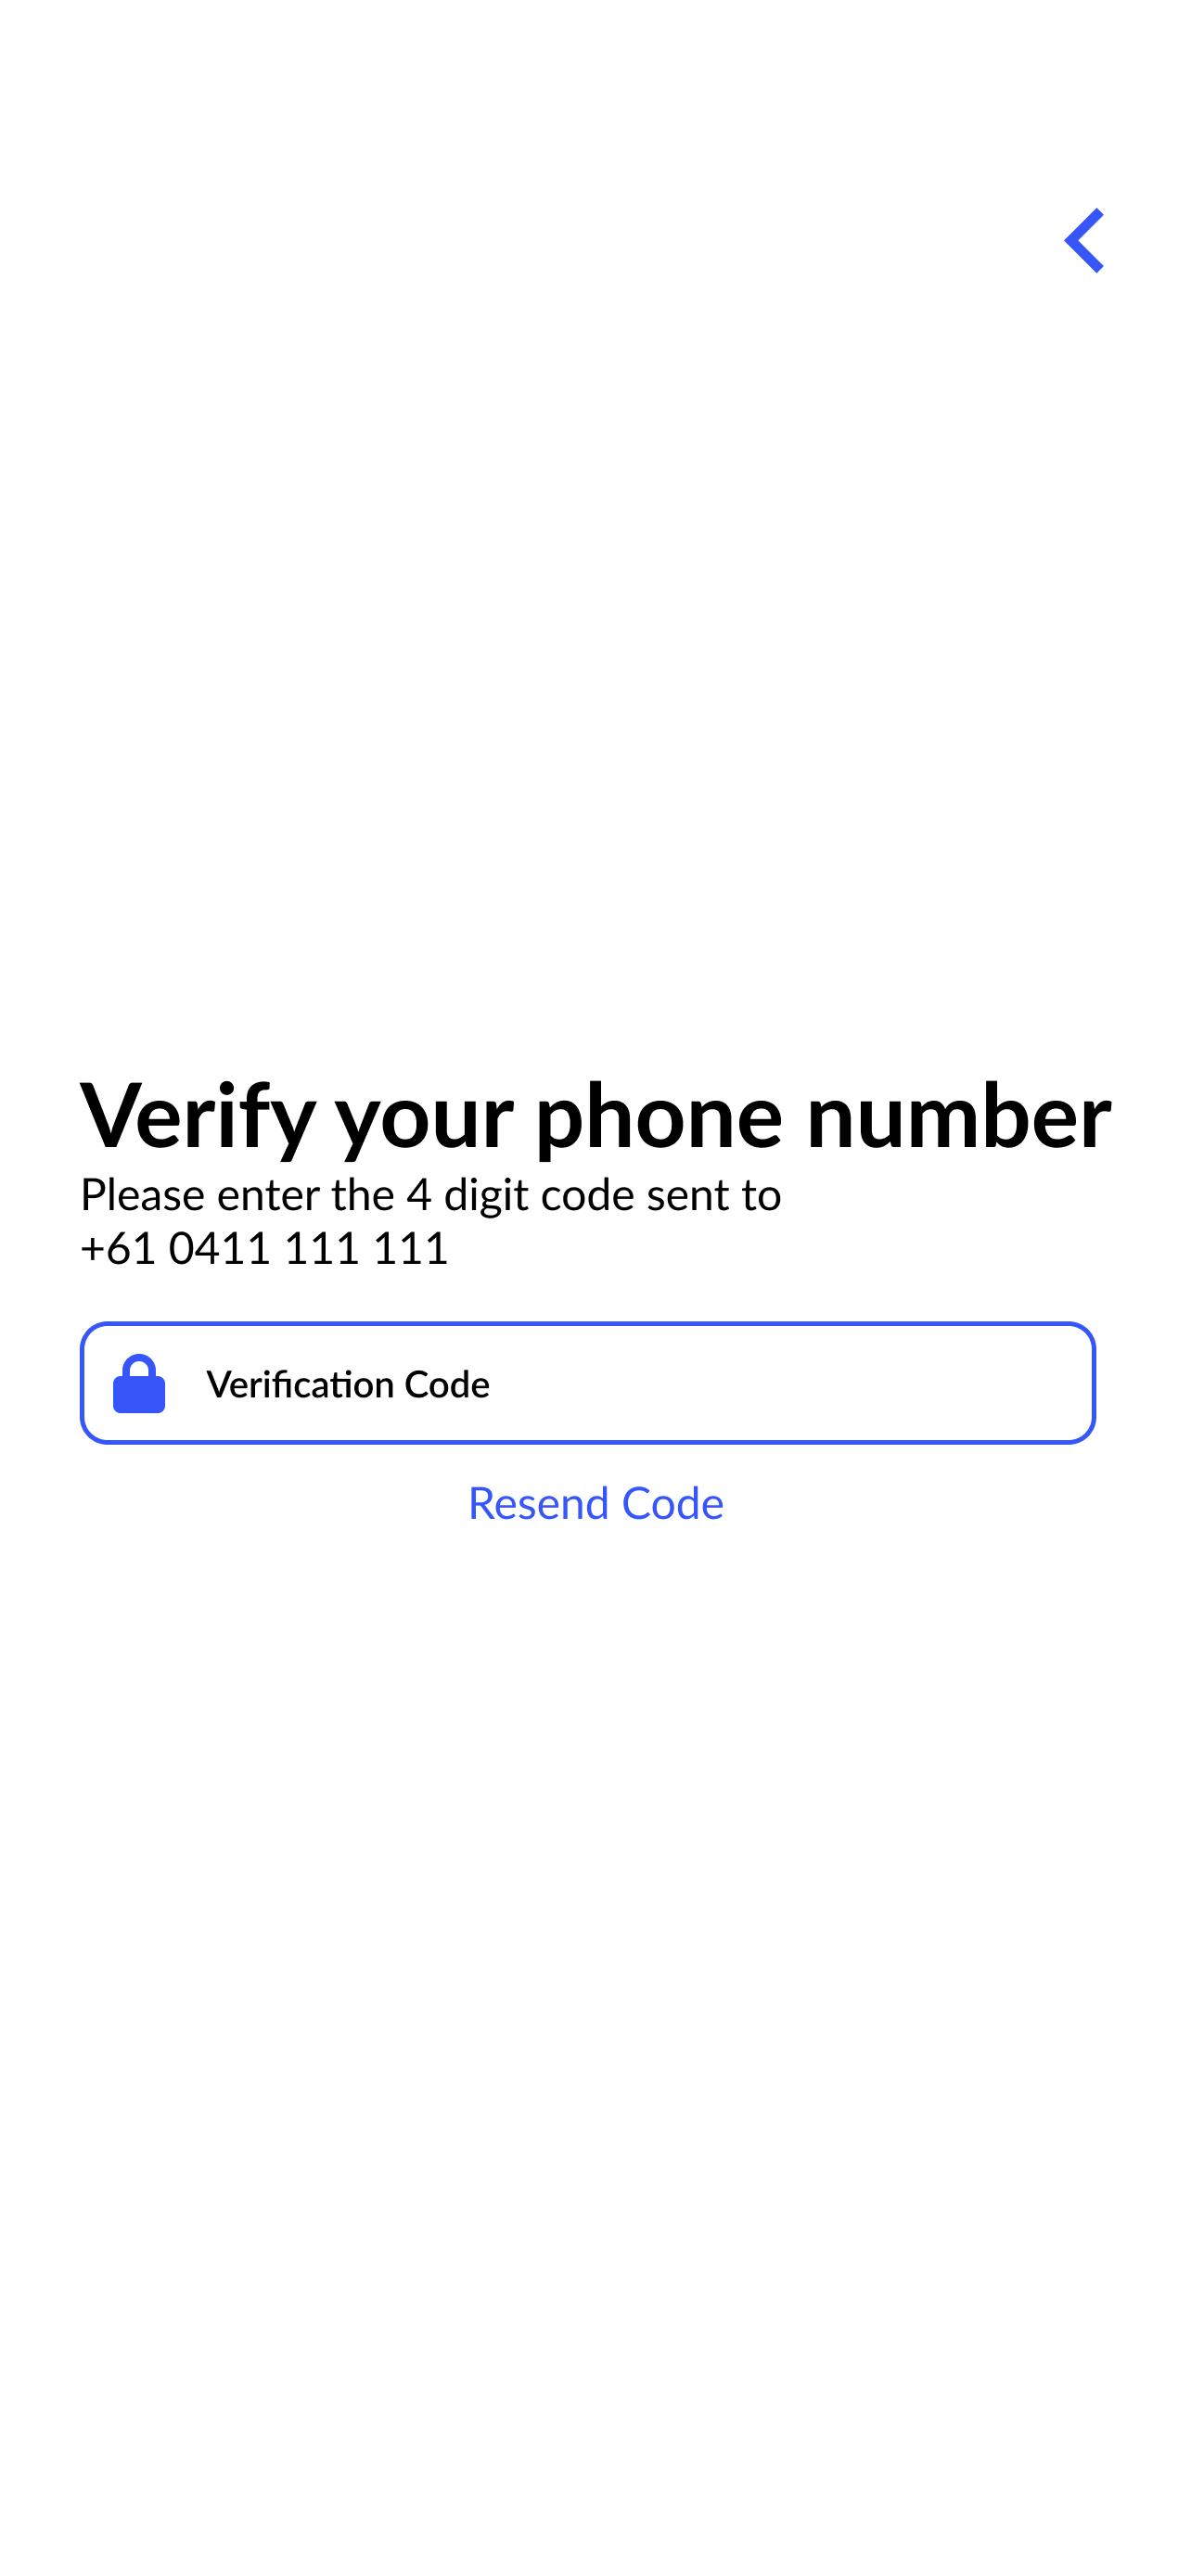 Verify your phone number
Please enter the 4 digit code sent to
+61 0411 111 111
Verification Code
Resend Code